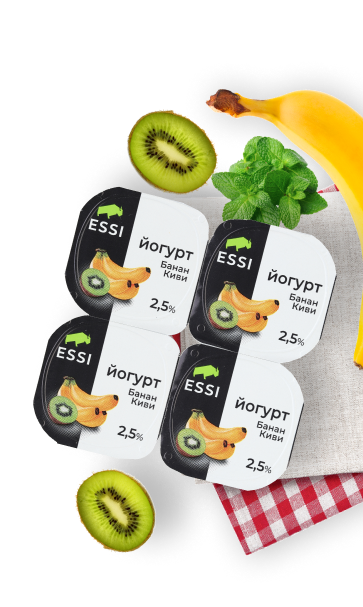 ESSI
йогурт
Банан
Киви
2,5%
ESSI
йогурт
Банан
Киви
2,5%
ESSI
йогурт
Банан
Киви
2,5%
ESSI
йогурт
Банан
Киви
2,5%